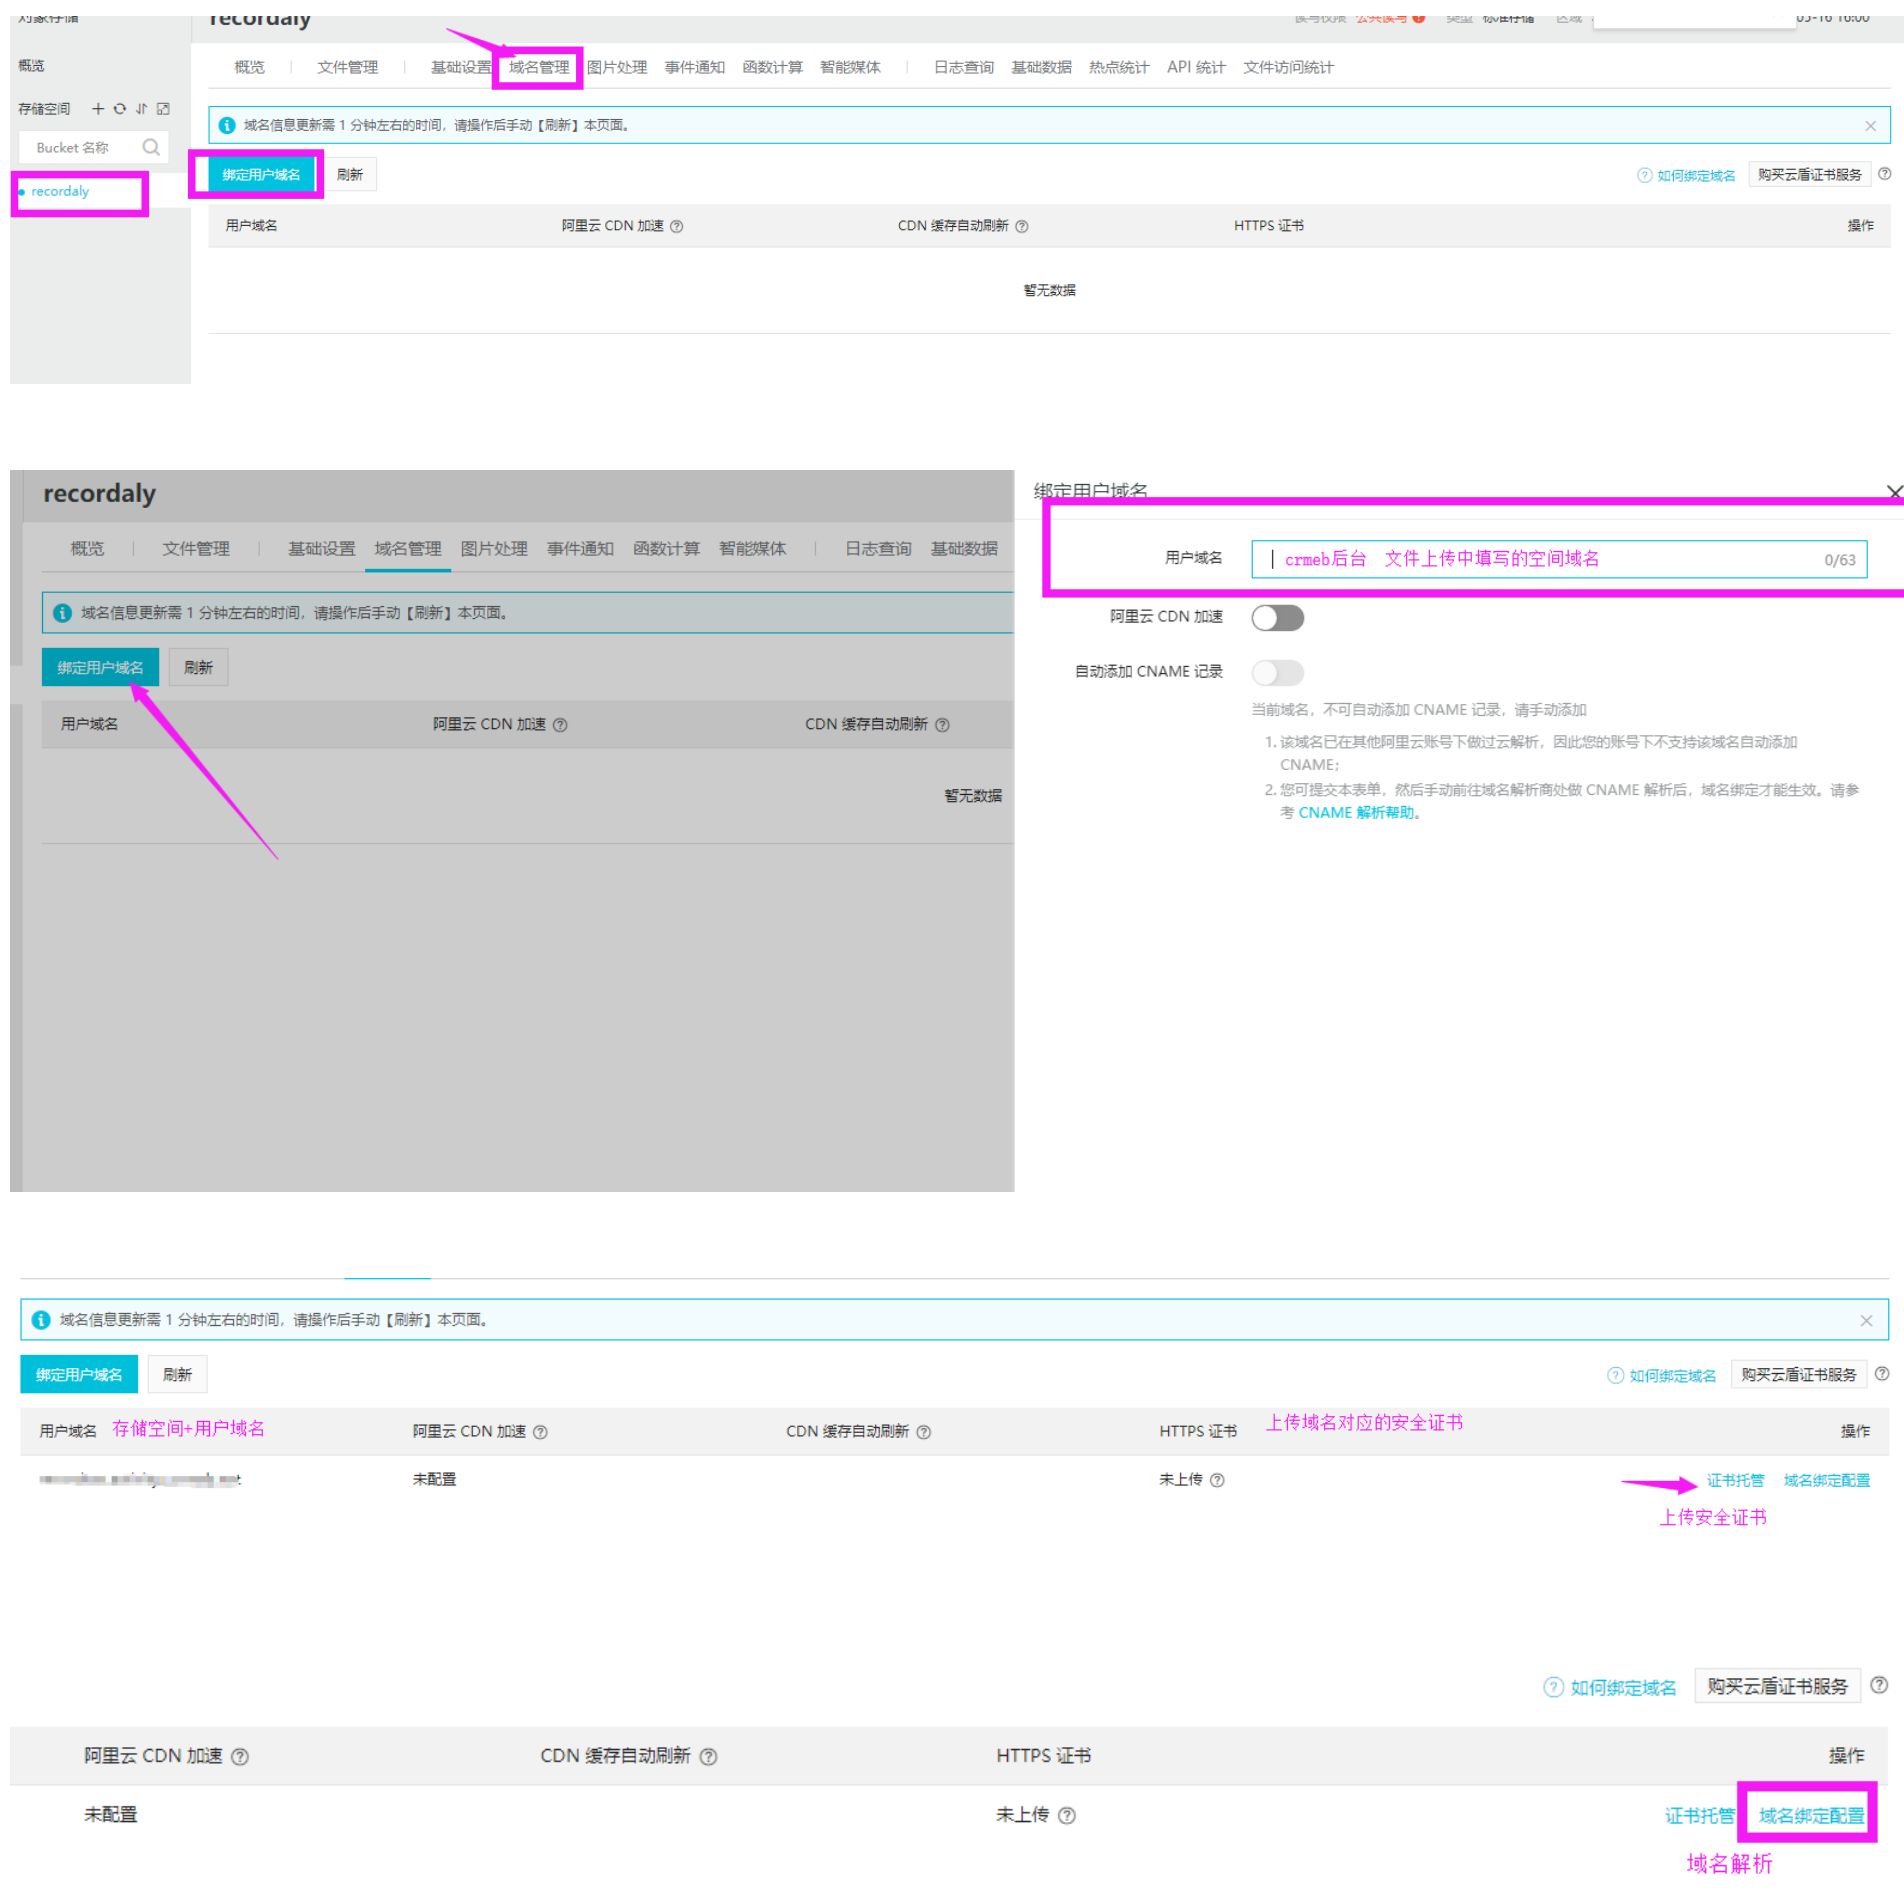 对象存储
recordaly
读写权限 公共读写 类型 标准存储 区域
05-16 16:00
概览
概览 文件管理 基础设置 域名管理 图片处理 事件通知 函数计算 智能媒体 日志查询 基础数据 热点统计 API 统计 文件访问统计
存储空间
域名信息更新需 1 分钟左右的时间，请操作后手动【刷新】本页面。
Bucket 名称
绑定用户域名 刷新
如何绑定域名 购买云盾证书服务
recordaly
用户域名 阿里云 CDN 加速 CDN 缓存自动刷新 HTTPS 证书 操作
暂无数据
recordaly
概览 文件管理 基础设置 域名管理 图片处理 事件通知 函数计算 智能媒体 日志查询 基础数据
域名信息更新需 1 分钟左右的时间，请操作后手动【刷新】本页面。
绑定用户域名 刷新
用户域名 阿里云 CDN 加速 CDN 缓存自动刷新
暂无数据
绑定用户域名
用户域名 crmeb后台 文件上传中填写的空间域名 0/63
阿里云 CDN 加速
自动添加 CNAME 记录
当前域名，不可自动添加 CNAME 记录，请手动添加
1. 该域名已在其他阿里云账号下做过云解析，因此您的账号下不支持该域名自动添加
CNAME；
2. 您可提交本表单，然后手动前往域名解析商处做 CNAME 解析后，域名绑定才能生效。请参
考 CNAME 解析帮助。
域名信息更新需 1 分钟左右的时间，请操作后手动【刷新】本页面。
绑定用户域名 刷新
如何绑定域名 购买云盾证书服务
用户域名 存储空间+用户域名 阿里云 CDN 加速 CDN 缓存自动刷新 HTTPS 证书 上传域名对应的安全证书 操作
未配置 未上传 证书托管 域名绑定配置
上传安全证书
如何绑定域名 购买云盾证书服务
阿里云 CDN 加速 CDN 缓存自动刷新 HTTPS 证书 操作
未配置 未上传 证书托管 域名绑定配置
域名解析